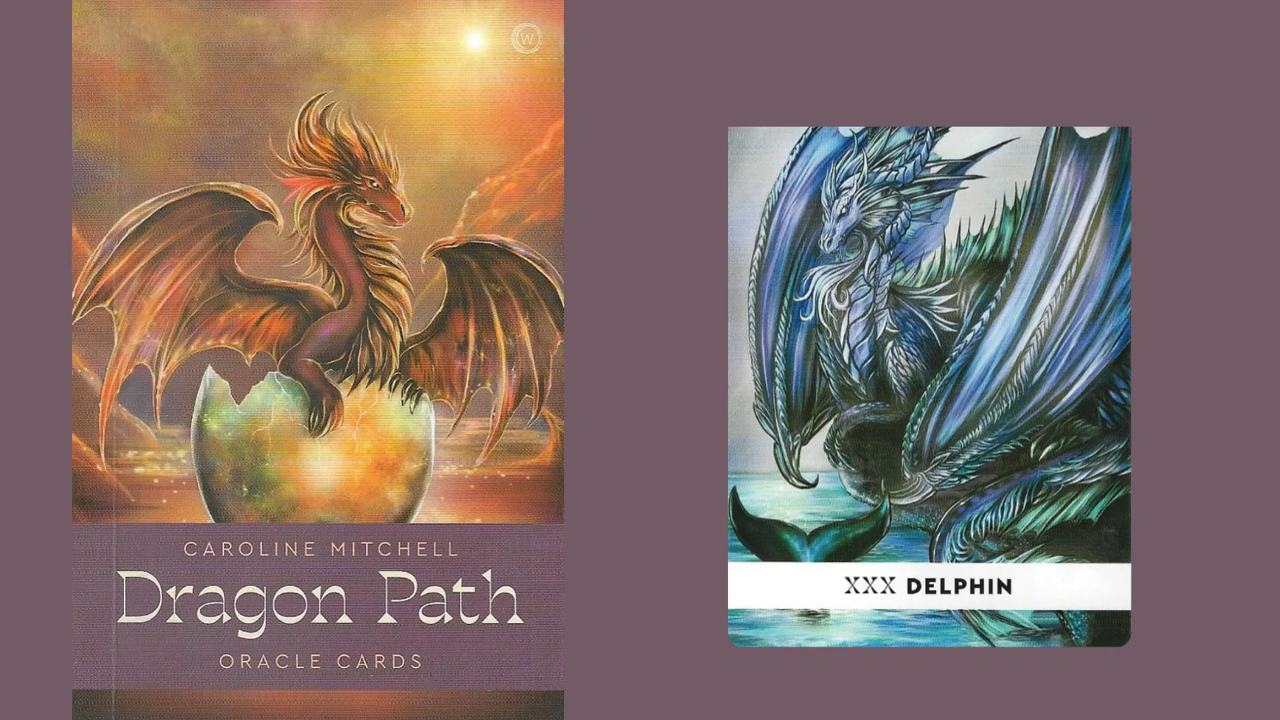 W
CAROLINE MITCHELL
Dragon Path
ORACLE CARDS
XXX DELPHIN